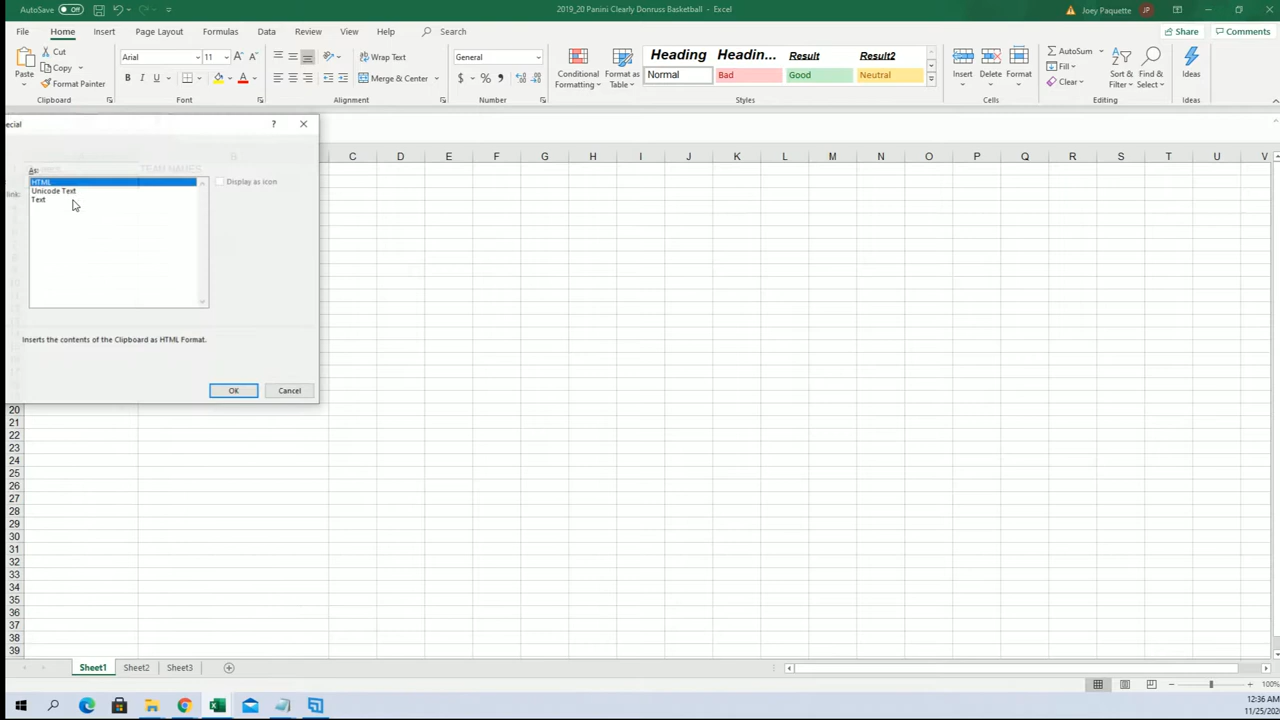 AutoSave Off 2019_20 Panini Clearly Donruss Basketball - Excel Joey Paquette JP
File Home Insert Page Layout Formulas Data Review View Help Search Share Comments
Paste Cut Copy Format Painter Clipboard
Arial 11 B I U A Font
Wrap Text Merge & Center Alignment
General $ % Number
Conditional Formatting Format as Table
Heading Headin... Result Result2
Normal Bad Good Neutral Styles
Insert Delete Format Cells
AutoSum Fill Clear Sort & Filter Find & Select Editing
Ideas Ideas
ecial ? ×
B C D E F G H I J K L M N O P Q R S T U V
TEAM NAMES
As:
HTML
Unicode Text
Text
link:
Display as icon
Inserts the contents of the Clipboard as HTML Format.
OK Cancel
20
21
22
23
24
25
26
27
28
29
30
31
32
33
34
35
36
37
38
39
Sheet1 Sheet2 Sheet3
100%
12:36 AM
11/25/20